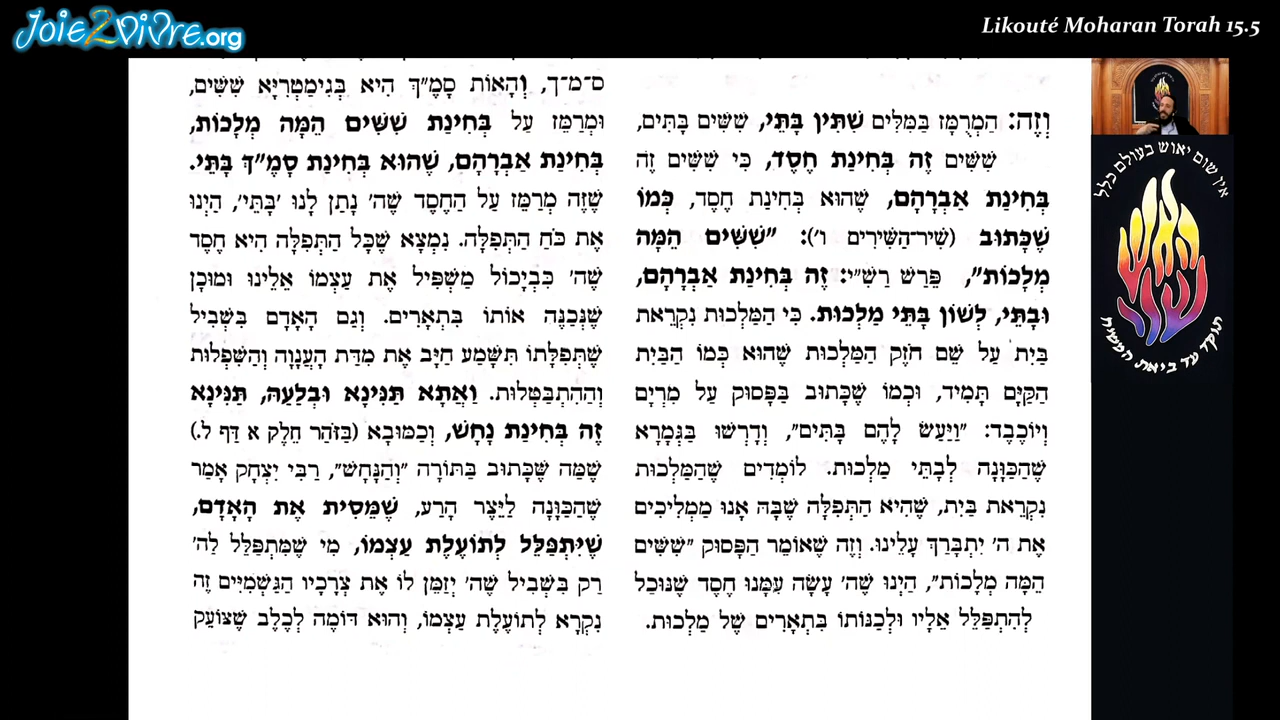 Joie2vivre.org
Likouté Moharan Torah 15.5
וְזֶה: הַמְרֻמָּז בַּמִּלִּים שִׁתִּין בָּתֵּי, שִׁשִּׁים בָּתִּים,
שִׁשִּׁים זֶה בְּחִינַת חֶסֶד, כִּי שִׁשִּׁים זֶה
בְּחִינַת אַבְרָהָם, שֶׁהוּא בְּחִינַת חֶסֶד, כְּמוֹ
שֶׁכָּתוּב (שִׁיר־הַשִּׁירִים ו'): "שִׁשִּׁים הֵמָּה
מְלָכוֹת", פֵּרַשׁ רַשִׁ"י: זֶה בְּחִינַת אַבְרָהָם,
וּבָתֵּי, לְשׁוֹן בָּתֵּי מַלְכוּת. כִּי הַמַּלְכוּת נִקְרֵאת
בַּיִת עַל שֵׁם חֹזֶק הַמַּלְכוּת שֶׁהוּא כְּמוֹ הַבַּיִת
הַקַּיָּם תָּמִיד, וּכְמוֹ שֶׁכָּתוּב בַּפָּסוּק עַל מִרְיָם
וְיוֹכֶבֶד: "וַיַּעַשׂ לָהֶם בָּתִּים", וְדָרְשׁוּ בַּגְּמָרָא
שֶׁהַכַּוָּנָה לְבָתֵּי מַלְכוּת. לוֹמְדִים שֶׁהַמַּלְכוּת
נִקְרֵאת בַּיִת, שֶׁהִיא הַתְּפִלָּה שֶׁבָּהּ אָנוּ מַמְלִיכִים
אֶת ה' יִתְבָּרַךְ עָלֵינוּ. וְזֶה שֶׁאוֹמֵר הַפָּסוּק "שִׁשִּׁים
הֵמָּה מְלָכוֹת", הַיְנוּ שֶׁה' עָשָׂה עִמָּנוּ חֶסֶד שֶׁנּוּכַל
לְהִתְפַּלֵּל אֵלָיו וּלְכַנּוֹתוֹ בִּתְאָרִים שֶׁל מַלְכוּת.
ס־מ־ך, וְהָאוֹת סָמֶ"ךְ הִיא בְּגִימַטְרִיָּא שִׁשִּׁים,
וּמְרַמֵּז עַל בְּחִינַת שִׁשִּׁים הֵמָּה מְלָכוֹת,
בְּחִינַת אַבְרָהָם, שֶׁהוּא בְּחִינַת סָמֶ"ךְ בָּתֵּי.
שֶׁזֶּה מְרַמֵּז עַל הַחֶסֶד שֶׁה' נָתַן לָנוּ 'בָּתֵּי', הַיְנוּ
אֶת כֹּחַ הַתְּפִלָּה. נִמְצָא שֶׁכָּל הַתְּפִלָּה הִיא חֶסֶד
שֶׁה' כִּבְיָכוֹל מַשְׁפִּיל אֶת עַצְמוֹ אֵלֵינוּ וּמוּכָן
שֶׁנְּכַנֶּה אוֹתוֹ בִּתְאָרִים. וְגַם הָאָדָם בִּשְׁבִיל
שֶׁתְּפִלָּתוֹ תִּשָּׁמַע חַיָּב אֶת מִדַּת הָעֲנָוָה וְהַשִּׁפְלוּת
וְהַהִתְבַּטְּלוּת. וַאֲתָא תַּנִּינָא וּבְלָעָהּ, תַּנִּינָא
זֶה בְּחִינַת נָחָשׁ, וְכַמּוּבָא (בַּזֹּהַר חֵלֶק א דַּף ל.)
שֶׁמַּה שֶּׁכָּתוּב בַּתּוֹרָה "וְהַנָּחָשׁ", רַבִּי יִצְחָק אָמַר
שֶׁהַכַּוָּנָה לַיֵּצֶר הָרַע, שֶׁמֵּסִית אֶת הָאָדָם,
שֶׁיִּתְפַּלֵּל לְתוֹעֶלֶת עַצְמוֹ, מִי שֶׁמִּתְפַּלֵּל לַה'
רַק בִּשְׁבִיל שֶׁה' יְזַמֵּן לוֹ אֶת צְרָכָיו הַגַּשְׁמִיִּים זֶה
נִקְרָא לְתוֹעֶלֶת עַצְמוֹ, וְהוּא דּוֹמֶה לְכֶלֶב שֶׁצּוֹעֵק
אין שום יאוש בעולם כלל
תוקד עד ביאת המשיח